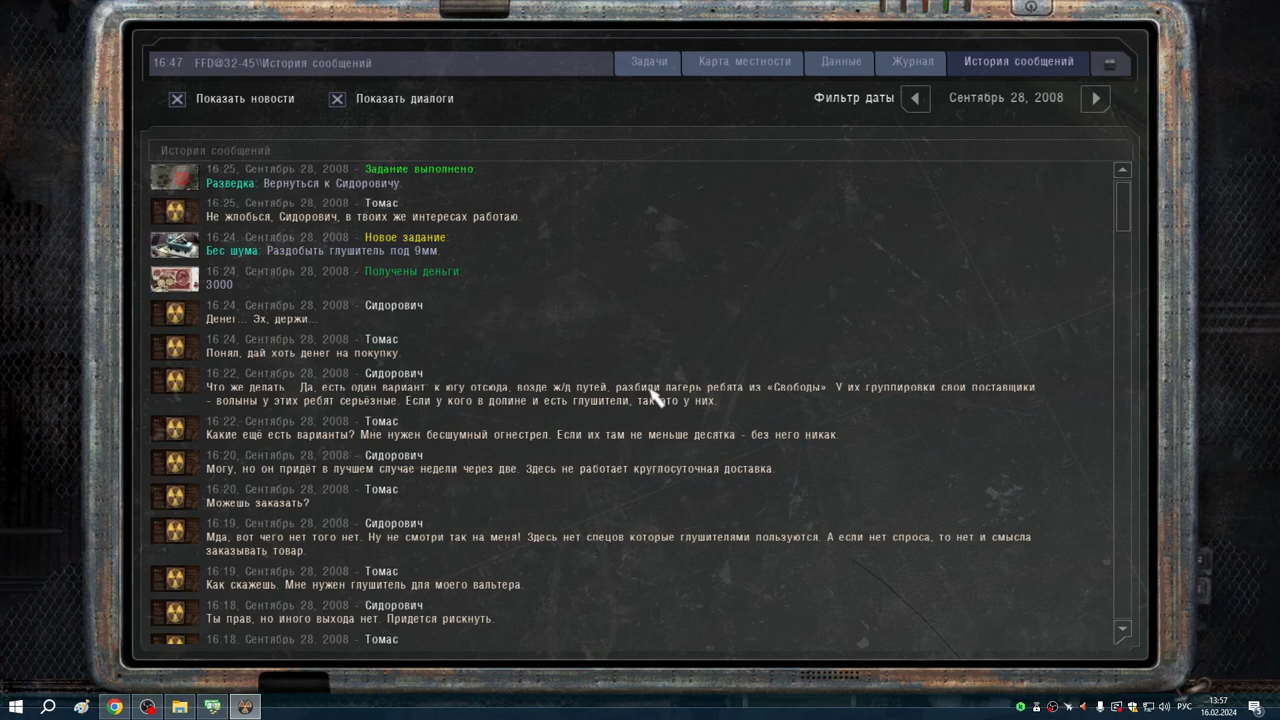 16:47 FFD@32-45\\История сообщений
Задачи
Карта местности
Данные
Журнал
История сообщений
Показать новости
Показать диалоги
Фильтр даты
Сентябрь 28, 2008
История сообщений
16:25, Сентябрь 28, 2008 - Задание выполнено:
Разведка: Вернуться к Сидоровичу.
16:25, Сентябрь 28, 2008 - Томас
Не жлобься, Сидорович, в твоих же интересах работаю.
16:24, Сентябрь 28, 2008 - Новое задание:
Бес шума: Раздобыть глушитель под 9мм.
16:24, Сентябрь 28, 2008 - Получены деньги:
3000
16:24, Сентябрь 28, 2008 - Сидорович
Денег... Эх, держи...
16:24, Сентябрь 28, 2008 - Томас
Понял, дай хоть денег на покупку.
16:22, Сентябрь 28, 2008 - Сидорович
Что же делать... Да, есть один вариант: к югу отсюда, возле ж/д путей, разбили лагерь ребята из «Свободы». У их группировки свои поставщики
- волыны у этих ребят серьёзные. Если у кого в долине и есть глушители, так это у них.
16:22, Сентябрь 28, 2008 - Томас
Какие ещё есть варианты? Мне нужен бесшумный огнестрел. Если их там не меньше десятка - без него никак.
16:20, Сентябрь 28, 2008 - Сидорович
Могу, но он придёт в лучшем случае недели через две. Здесь не работает круглосуточная доставка.
16:20, Сентябрь 28, 2008 - Томас
Можешь заказать?
16:19, Сентябрь 28, 2008 - Сидорович
Мда, вот чего нет того нет. Ну не смотри так на меня! Здесь нет спецов которые глушителями пользуются. А если нет спроса, то нет и смысла
заказывать товар.
16:19, Сентябрь 28, 2008 - Томас
Как скажешь. Мне нужен глушитель для моего вальтера.
16:18, Сентябрь 28, 2008 - Сидорович
Ты прав, но иного выхода нет. Придется рискнуть.
16:18, Сентябрь 28, 2008 - Томас
РУС
13:57
16.02.2024